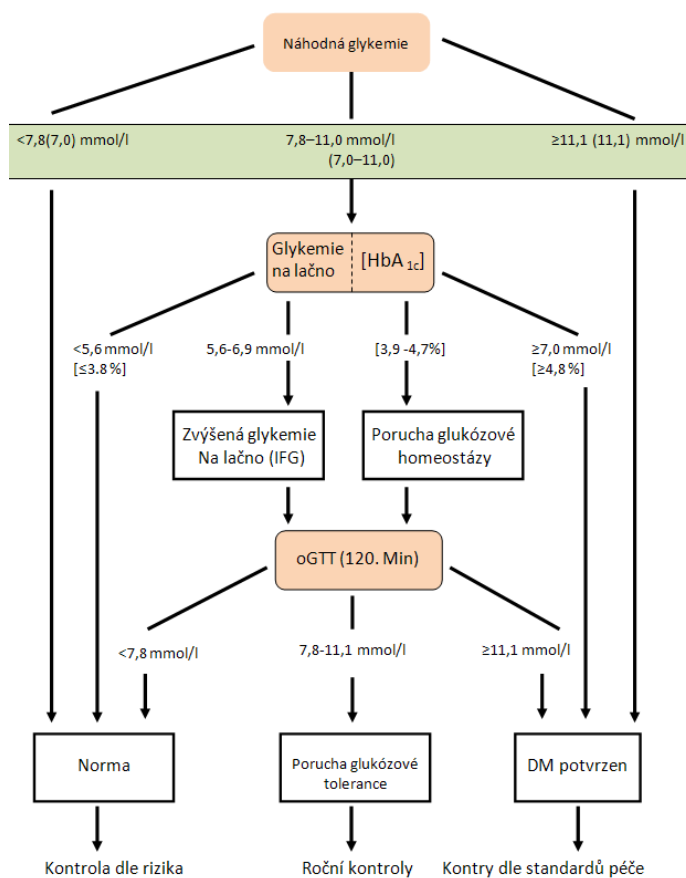 Náhodná glykemie
<7,8(7,0) mmol/l
7,8–11,0 mmol/l
(7,0–11,0)
≥11,1 (11,1) mmol/l
Glykemie
na lačno
[HbA 1c]
<5,6 mmol/l
[≤3.8 %]
5,6-6,9 mmol/l
[3,9 -4,7%]
≥7,0 mmol/l
[≥4,8 %]
Zvýšená glykemie
Na lačno (IFG)
Porucha glukózové
homeostázy
oGTT (120. Min)
<7,8 mmol/l
7,8-11,1 mmol/l
≥11,1 mmol/l
Norma
Porucha glukózové
tolerance
DM potvrzen
Kontrola dle rizika
Roční kontroly
Kontry dle standardů péče